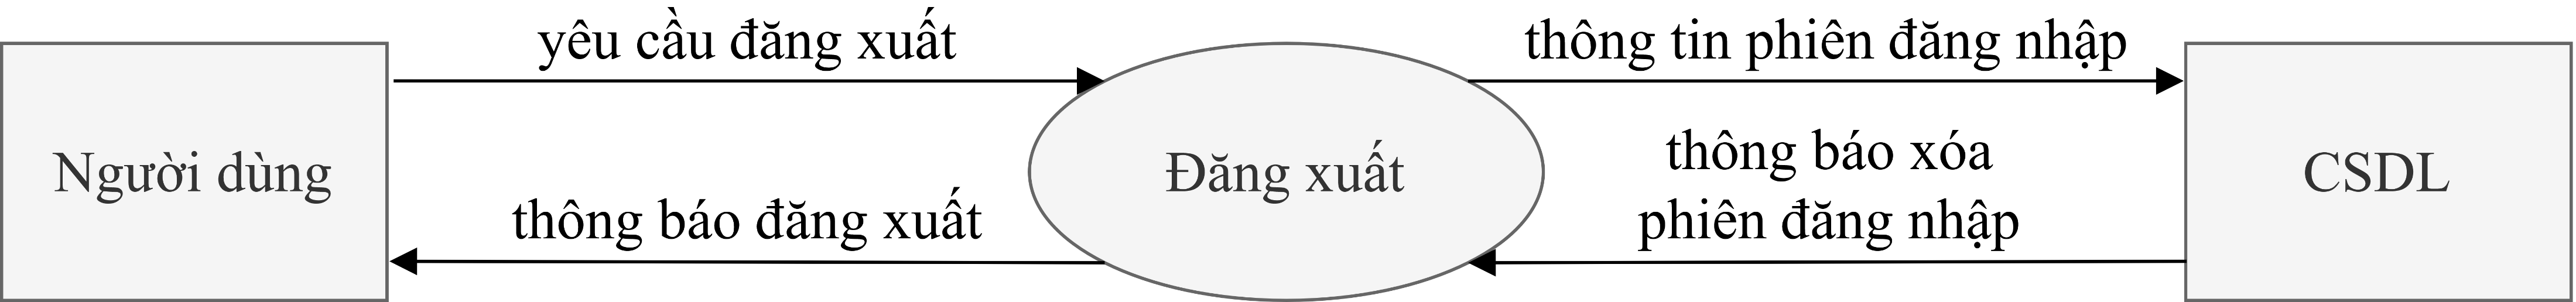 yêu cầu đăng xuất
thông tin phiên đăng nhập
Người dùng
Đăng xuất
thông báo xóa
phiên đăng nhập
CSDL
thông báo đăng xuất